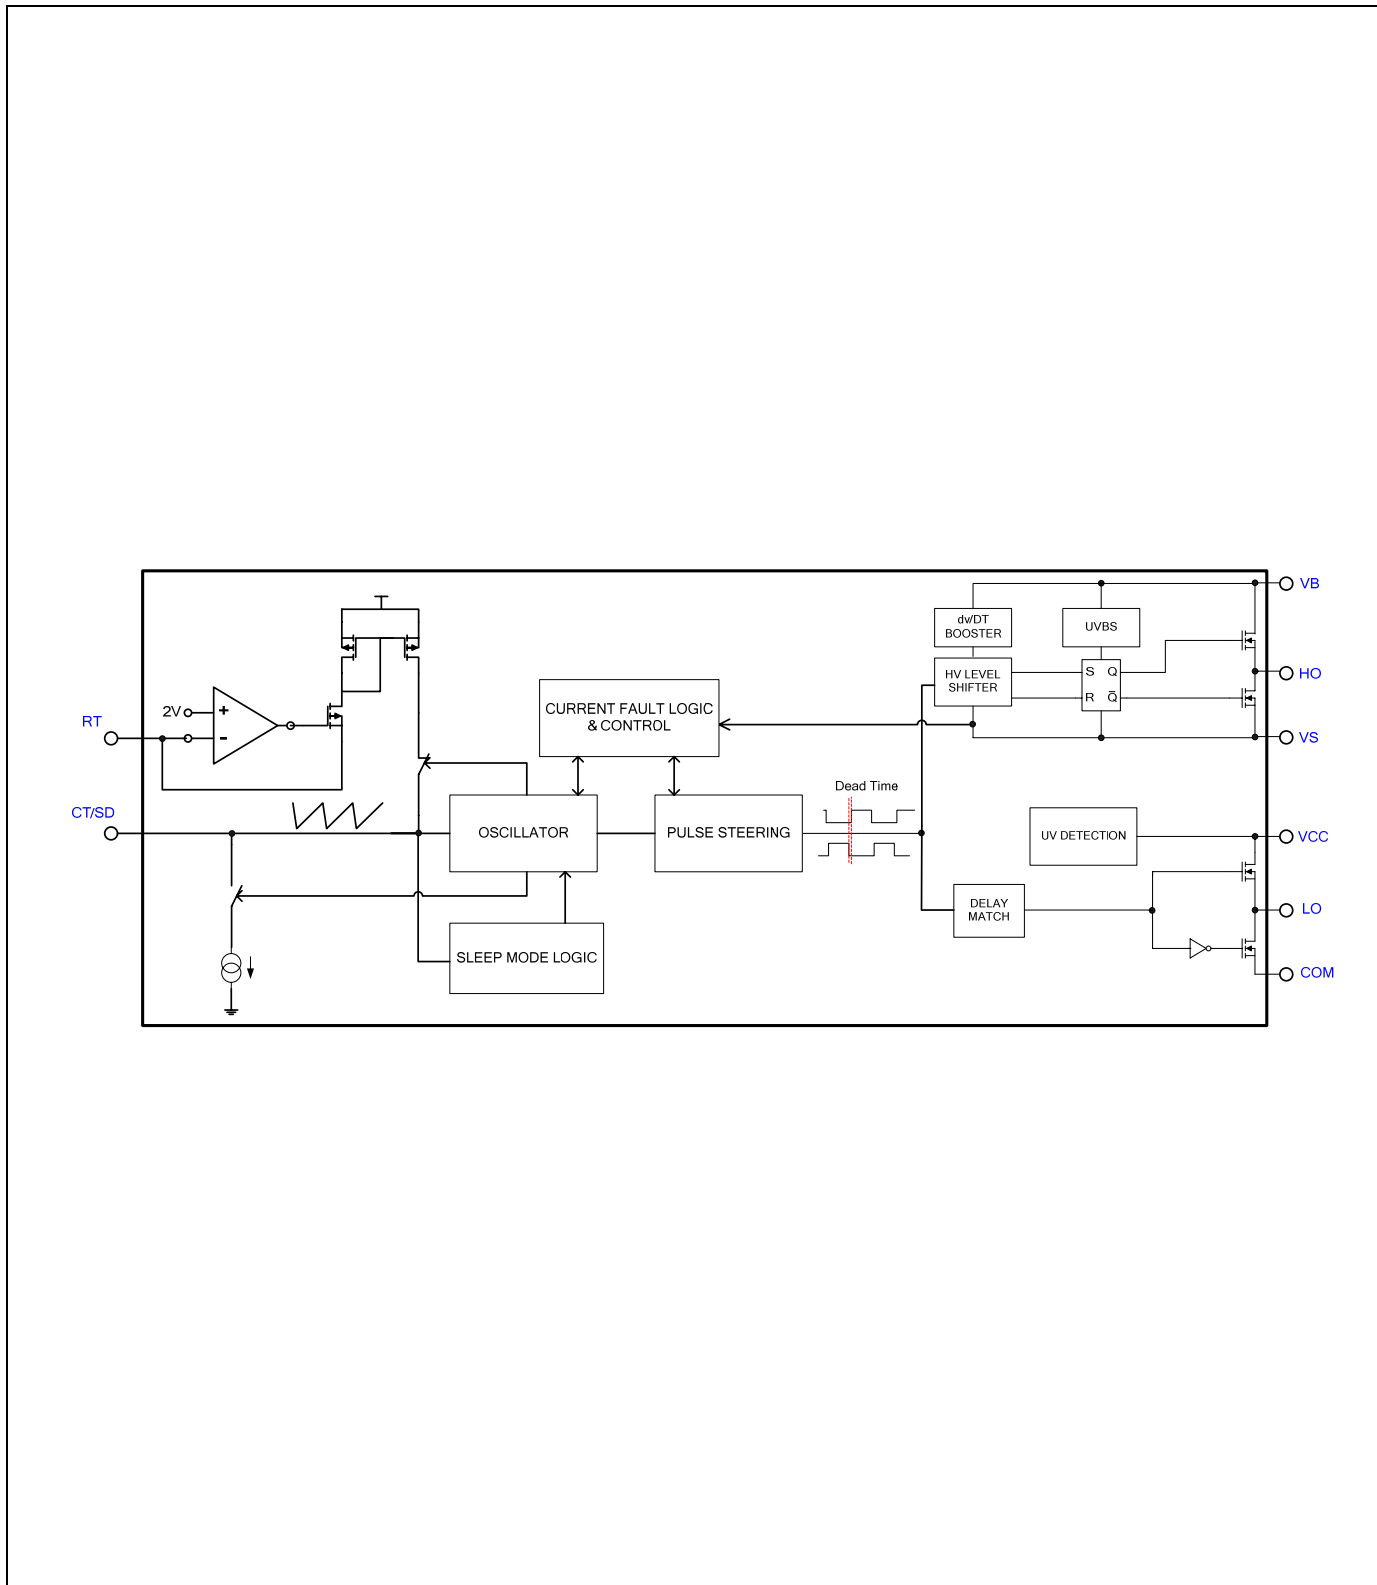 VB
dv/DT
BOOSTER
UVBS
HV LEVEL
SHIFTER
S Q
R Q̅
HO
CURRENT FAULT LOGIC
& CONTROL
2V
+
-
RT
VS
Dead Time
CT/SD
OSCILLATOR
PULSE STEERING
UV DETECTION
VCC
DELAY
MATCH
LO
SLEEP MODE LOGIC
COM